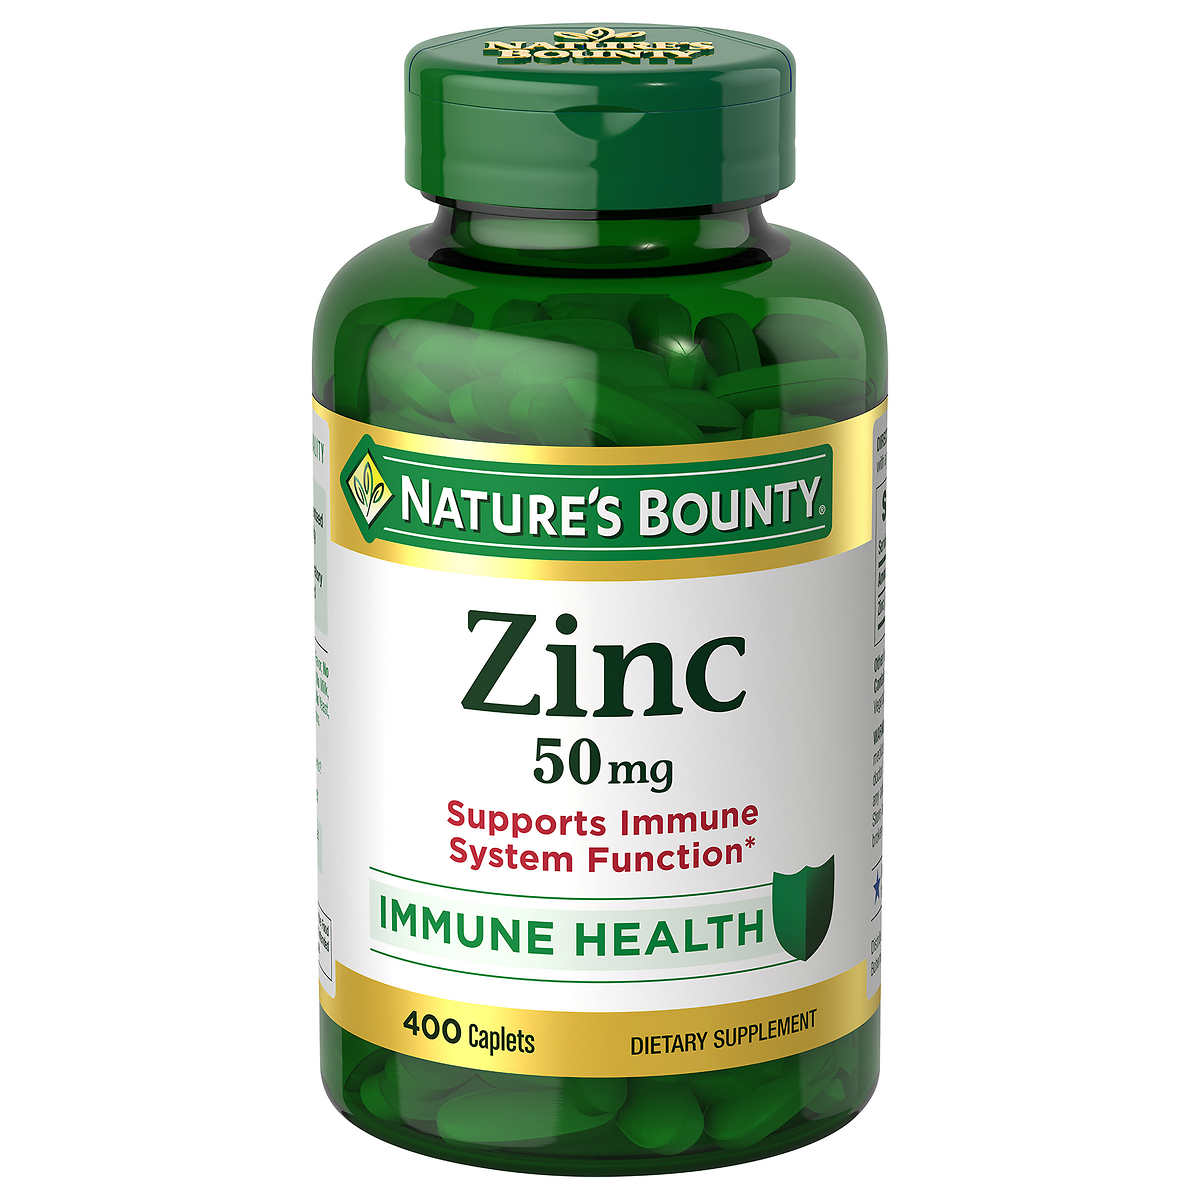 NATURE'S
BOUNTY
NATURE'S BOUNTY®
Zinc
50 mg
Supports Immune
System Function*
IMMUNE HEALTH
400 Caplets
DIETARY SUPPLEMENT